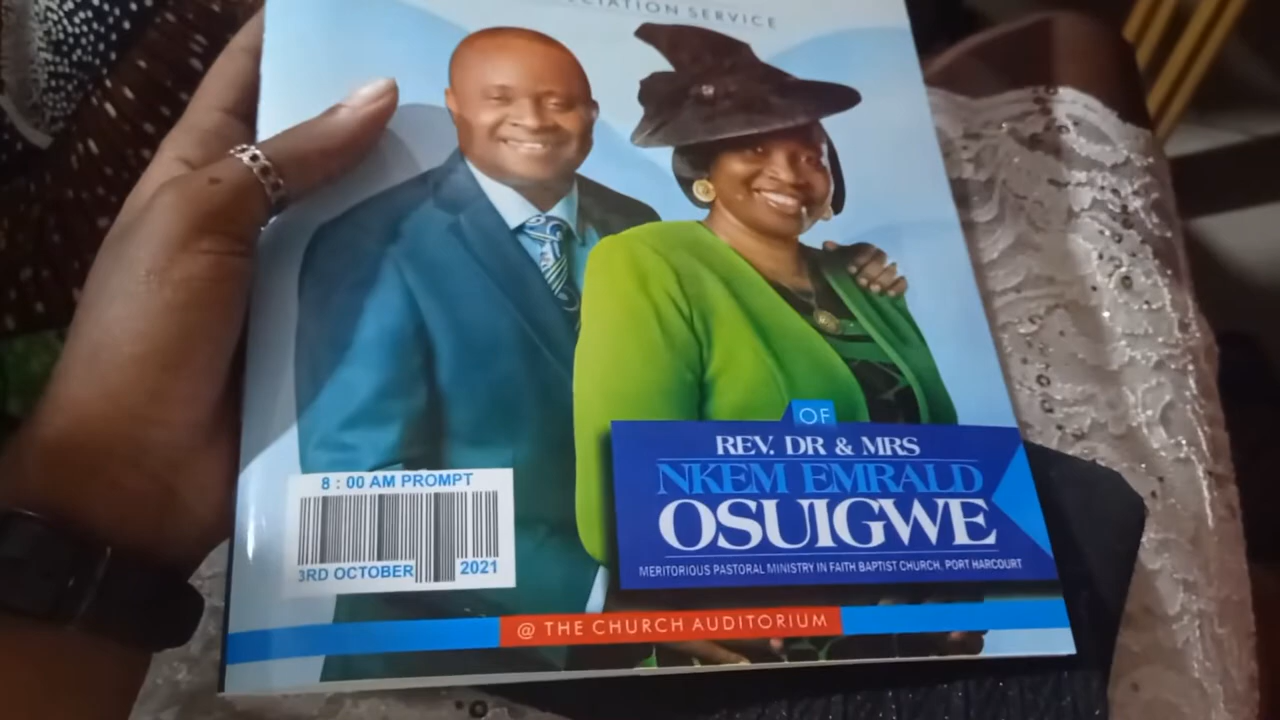 SERVICE
OF
REV. DR & MRS
NKEM EMRALD
OSUIGWE
MERITORIOUS PASTORAL MINISTRY IN FAITH BAPTIST CHURCH, PORT HARCOURT
8 : 00 AM PROMPT
3RD OCTOBER 2021
@ THE CHURCH AUDITORIUM